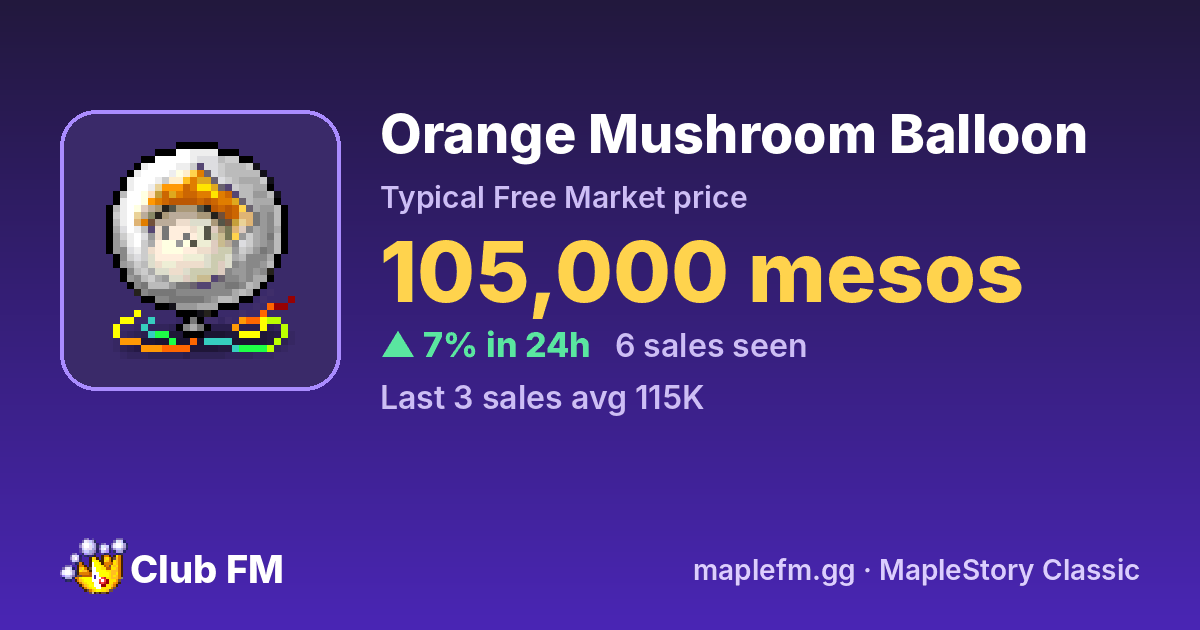 Orange Mushroom Balloon
Typical Free Market price
105,000 mesos
▲ 7% in 24h 6 sales seen
Last 3 sales avg 115K
Club FM
maplefm.gg · MapleStory Classic